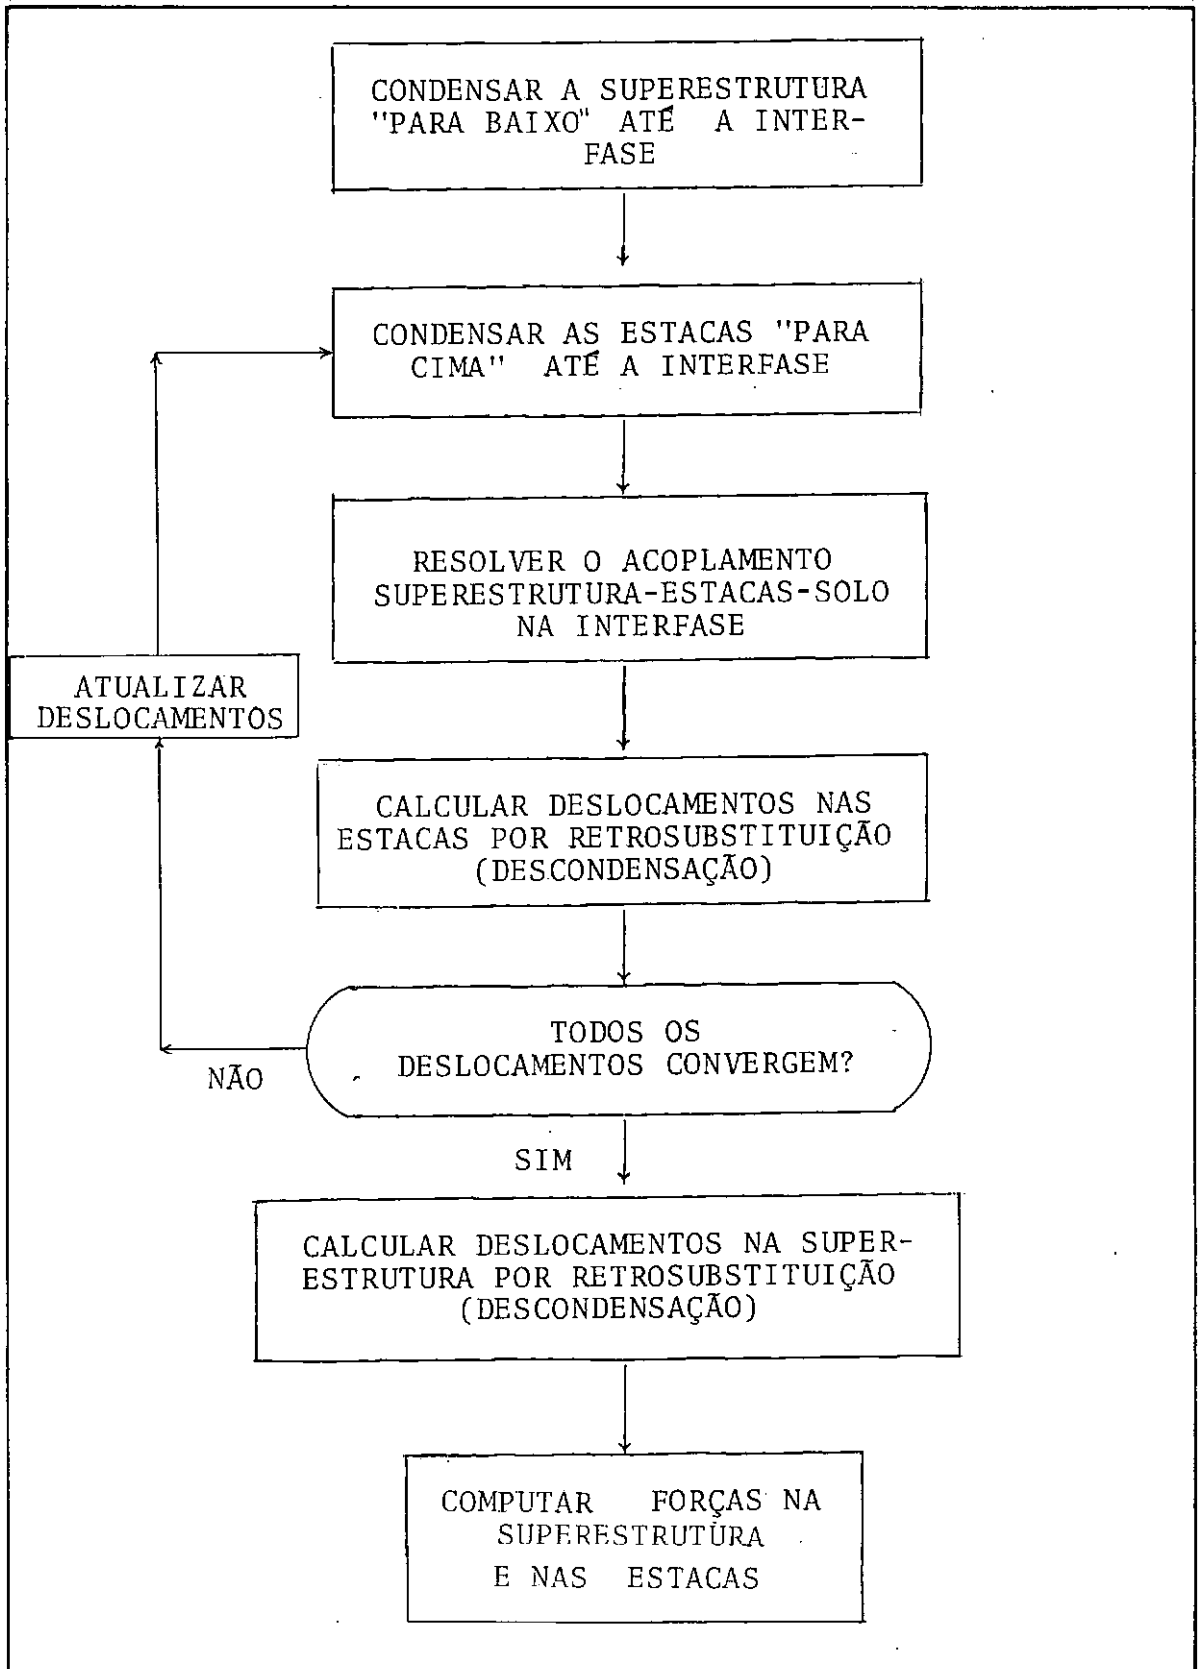 CONDENSAR A SUPERESTRUTURA
"PARA BAIXO" ATÉ A INTER-
FASE
CONDENSAR AS ESTACAS "PARA
CIMA" ATÉ A INTERFASE
RESOLVER O ACOPLAMENTO
SUPERESTRUTURA-ESTACAS-SOLO
NA INTERFASE
ATUALIZAR
DESLOCAMENTOS
CALCULAR DESLOCAMENTOS NAS
ESTACAS POR RETROSUBSTITUIÇÃO
(DESCONDENSAÇÃO)
TODOS OS
DESLOCAMENTOS CONVERGEM?
NÃO
SIM
CALCULAR DESLOCAMENTOS NA SUPER-
ESTRUTURA POR RETROSUBSTITUIÇÃO
(DESCONDENSAÇÃO)
COMPUTAR FORÇAS NA
SUPERESTRUTURA
E NAS ESTACAS